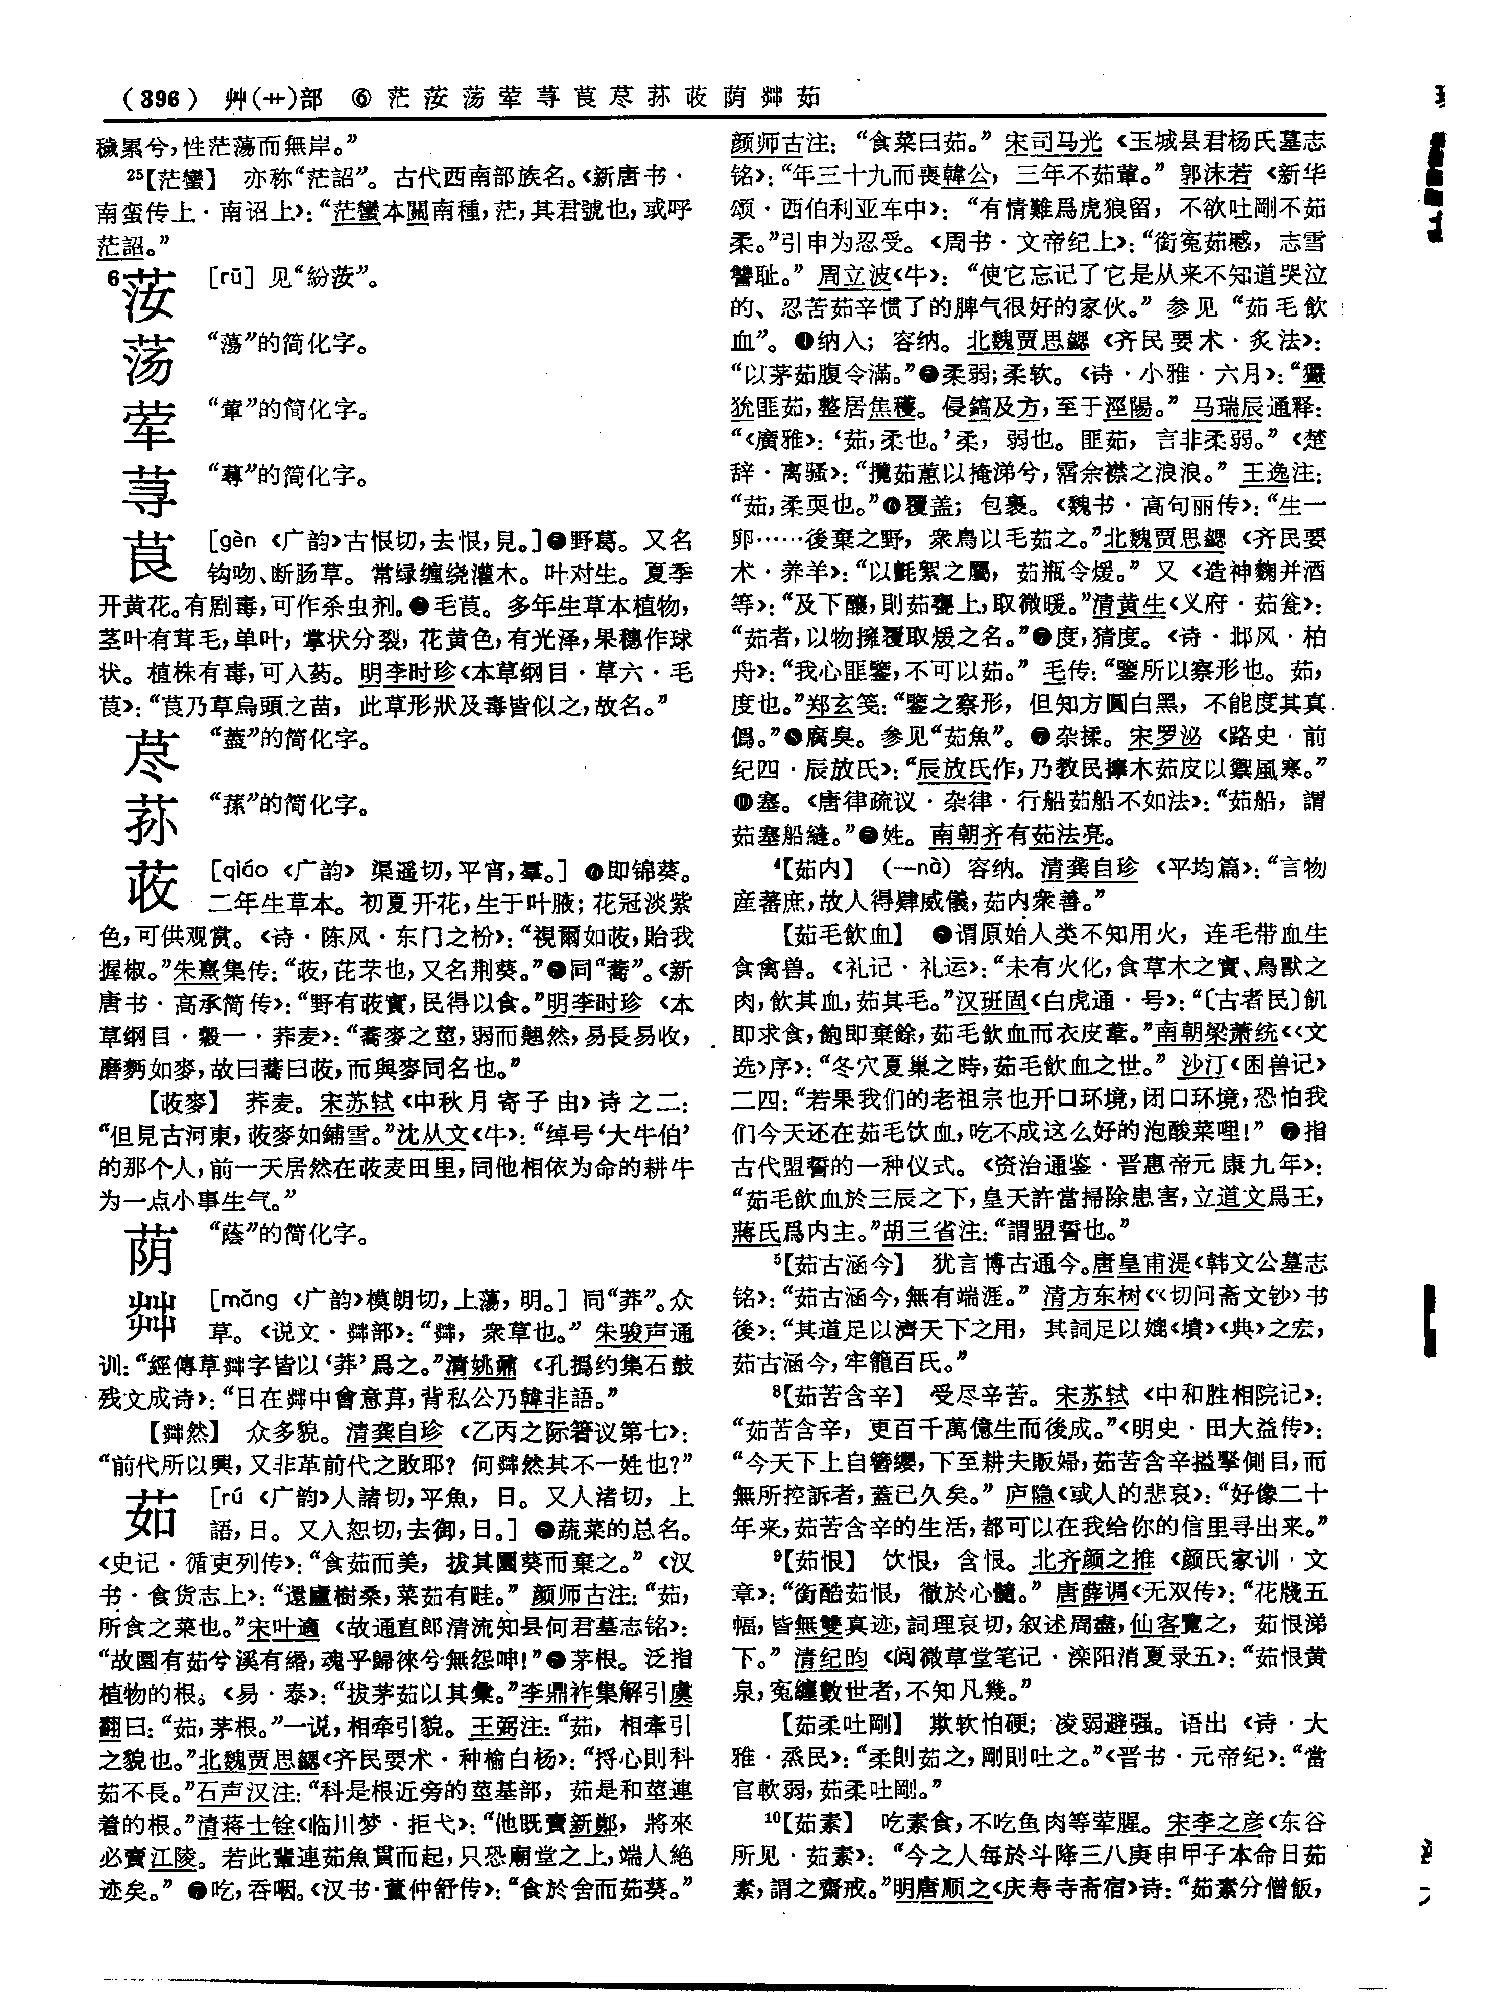 (396) 艸(艹)部 ⑥ 茫茹荡荤荨茛荩荪荍荫茻茹
穢累兮,性茫蕩而無岸。”
25【茫蠻】 亦称“茫詔”。古代西南部族名。《新唐书·
南蛮传上·南诏上》:“茫蠻本關南種,茫,其君號也,或呼
茫詔。”
6 [rū] 见“紛㳶”。
荡 “蕩”的简化字。
荤 “葷”的简化字。
荨 “蕁”的简化字。
茛 [gèn 《广韵》古恨切,去恨,見。]❶野葛。又名
钩吻、断肠草。常绿缠绕灌木。叶对生。夏季
开黄花。有剧毒,可作杀虫剂。❷毛茛。多年生草本植物,
茎叶有茸毛,单叶,掌状分裂,花黄色,有光泽,果穗作球
状。植株有毒,可入药。明李时珍《本草纲目·草六·毛
茛》:“茛乃草烏頭之苗,此草形狀及毒皆似之,故名。”
荩 “藎”的简化字。
荪 “蓀”的简化字。
荍 [qiáo 《广韵》渠遥切,平宵,羣。] ❶即锦葵。
二年生草本。初夏开花,生于叶腋;花冠淡紫
色,可供观赏。《诗·陈风·东门之枌》:“視爾如荍,貽我
握椒。”朱熹集传:“荍,芘芣也,又名荆葵。”❷同“蕎”。《新
唐书·高承简传》:“野有荍實,民得以食。”明李时珍《本
草纲目·穀一·荞麦》:“蕎麥之莖,弱而翹然,易長易收,
磨麪如麥,故曰蕎曰荍,而與麥同名也。”
【荍麥】 荞麦。宋苏轼《中秋月寄子由》诗之二:
“但見古河東,荍麥如鋪雪。”沈从文《牛》:“绰号‘大牛伯’
的那个人,前一天居然在荍麦田里,同他相依为命的耕牛
为一点小事生气。”
荫 “蔭”的简化字。
茻 [mǎng 《广韵》模朗切,上蕩,明。] 同“莽”。众
草。《说文·茻部》:“茻,衆草也。”朱骏声通
训:“經傳草茻字皆以‘莽’爲之。”清姚鼐《孔撝约集石鼓
残文成诗》:“日在茻中會意萛,背私公乃韓非語。”
【茻然】 众多貌。清龚自珍《乙丙之际箸议第七》:
“前代所以興,又非革前代之敗耶?何茻然其不一姓也?”
茹 [rú 《广韵》人諸切,平魚,日。又人渚切,上
語,日。又人恕切,去御,日。] ❶蔬菜的总名。
《史记·循吏列传》:“食茹而美,拔其園葵而棄之。”《汉
书·食货志上》:“還廬樹桑,菜茹有畦。”颜师古注:“茹,
所食之菜也。”宋叶適《故通直郎清流知县何君墓志铭》:
“故園有茹兮溪有緡,魂乎歸徠兮無怨呻!”❷茅根。泛指
植物的根。《易·泰》:“拔茅茹以其彙。”李鼎祚集解引虞
翻曰:“茹,茅根。”一说,相牵引貌。王弼注:“茹,相牽引
之貌也。”北魏贾思勰《齐民要术·种榆白杨》:“捋心則科
茹不長。”石声汉注:“科是根近旁的莖基部,茹是和莖連
着的根。”清蒋士铨《临川梦·拒弋》:“他既賣新鄭,將來
必賣江陵。若此輩連茹魚貫而起,只恐廟堂之上,端人絶
迹矣。”❸吃,吞咽。《汉书·董仲舒传》:“食於舍而茹葵。”
颜师古注:“食菜曰茹。”宋司马光《玉城县君杨氏墓志
铭》:“年三十九而喪韓公,三年不茹葷。”郭沫若《新华
颂·西伯利亚车中》:“有情難爲虎狼留,不欲吐剛不茹
柔。”引申为忍受。《周书·文帝纪上》:“銜冤茹慼,志雪
讐耻。”周立波《牛》:“使它忘记了它是从来不知道哭泣
的、忍苦茹辛惯了的脾气很好的家伙。”参见“茹毛飲
血”。❹纳入;容纳。北魏贾思勰《齐民要术·炙法》:
“以茅茹腹令滿。”❺柔弱;柔软。《诗·小雅·六月》:“玁
狁匪茹,整居焦穫。侵鎬及方,至于涇陽。”马瑞辰通释:
“《廣雅》:‘茹,柔也。’柔,弱也。匪茹,言非柔弱。”《楚
辞·离骚》:“攬茹蕙以掩涕兮,霑余襟之浪浪。”王逸注:
“茹,柔耎也。”❻覆盖;包裹。《魏书·高句丽传》:“生一
卵……後棄之野,衆鳥以毛茹之。”北魏贾思勰《齐民要
术·养羊》:“以氈絮之屬,茹瓶令煖。”又《造神麴并酒
等》:“及下釀,則茹甕上,取微暖。”清黄生《义府·茹瓮》:
“茹者,以物擁覆取煖之名。”❼度,猜度。《诗·邶风·柏
舟》:“我心匪鑒,不可以茹。”毛传:“鑒所以察形也。茹,
度也。”郑玄笺:“鑒之察形,但知方圓白黑,不能度其真
僞。”❽腐臭。参见“茹魚”。❾杂揉。宋罗泌《路史·前
纪四·辰放氏》:“辰放氏作,乃教民㩴木茹皮以禦風寒。”
❿塞。《唐律疏议·杂律·行船茹船不如法》:“茹船,謂
茹塞船縫。”⓫姓。南朝齐有茹法亮。
4【茹内】 (—nà) 容纳。清龚自珍《平均篇》:“言物
産蕃庶,故人得肄威儀,茹内衆善。”
【茹毛飲血】 ❶谓原始人类不知用火,连毛带血生
食禽兽。《礼记·礼运》:“未有火化,食草木之實、鳥獸之
肉,飲其血,茹其毛。”汉班固《白虎通·号》:“〔古者民〕飢
即求食,飽即棄餘,茹毛飲血而衣皮葦。”南朝梁萧统《〈文
选〉序》:“冬穴夏巢之時,茹毛飲血之世。”沙汀《困兽记》
二四:“若果我们的老祖宗也开口环境,闭口环境,恐怕我
们今天还在茹毛饮血,吃不成这么好的泡酸菜哩!”❷指
古代盟誓的一种仪式。《资治通鉴·晋惠帝元康九年》:
“茹毛飲血於三辰之下,皇天許當掃除患害,立道文爲王,
蔣氏爲内主。”胡三省注:“謂盟誓也。”
5【茹古涵今】 犹言博古通今。唐皇甫湜《韩文公墓志
铭》:“茹古涵今,無有端涯。”清方东树《〈切问斋文钞〉书
後》:“其道足以濟天下之用,其詞足以媲《墳》《典》之宏,
茹古涵今,牢籠百氏。”
8【茹苦含辛】 受尽辛苦。宋苏轼《中和胜相院记》:
“茹苦含辛,更百千萬億生而後成。”《明史·田大益传》:
“今天下上自簪纓,下至耕夫販婦,茹苦含辛搤掔側目,而
無所控訴者,蓋已久矣。”庐隐《或人的悲哀》:“好像二十
年来,茹苦含辛的生活,都可以在我给你的信里寻出来。”
9【茹恨】 饮恨,含恨。北齐颜之推《颜氏家训·文
章》:“銜酷茹恨,徹於心髓。”唐薛调《无双传》:“花牋五
幅,皆無雙真迹,詞理哀切,叙述周盡,仙客覽之,茹恨涕
下。”清纪昀《阅微草堂笔记·滦阳消夏录五》:“茹恨黄
泉,寃纏數世者,不知凡幾。”
【茹柔吐剛】 欺软怕硬;凌弱避强。语出《诗·大
雅·烝民》:“柔則茹之,剛則吐之。”《晋书·元帝纪》:“當
官軟弱,茹柔吐剛。”
10【茹素】 吃素食,不吃鱼肉等荤腥。宋李之彦《东谷
所见·茹素》:“今之人每於斗降三八庚申甲子本命日茹
素,謂之齋戒。”明唐顺之《庆寿寺斋宿》诗:“茹素分僧飯,